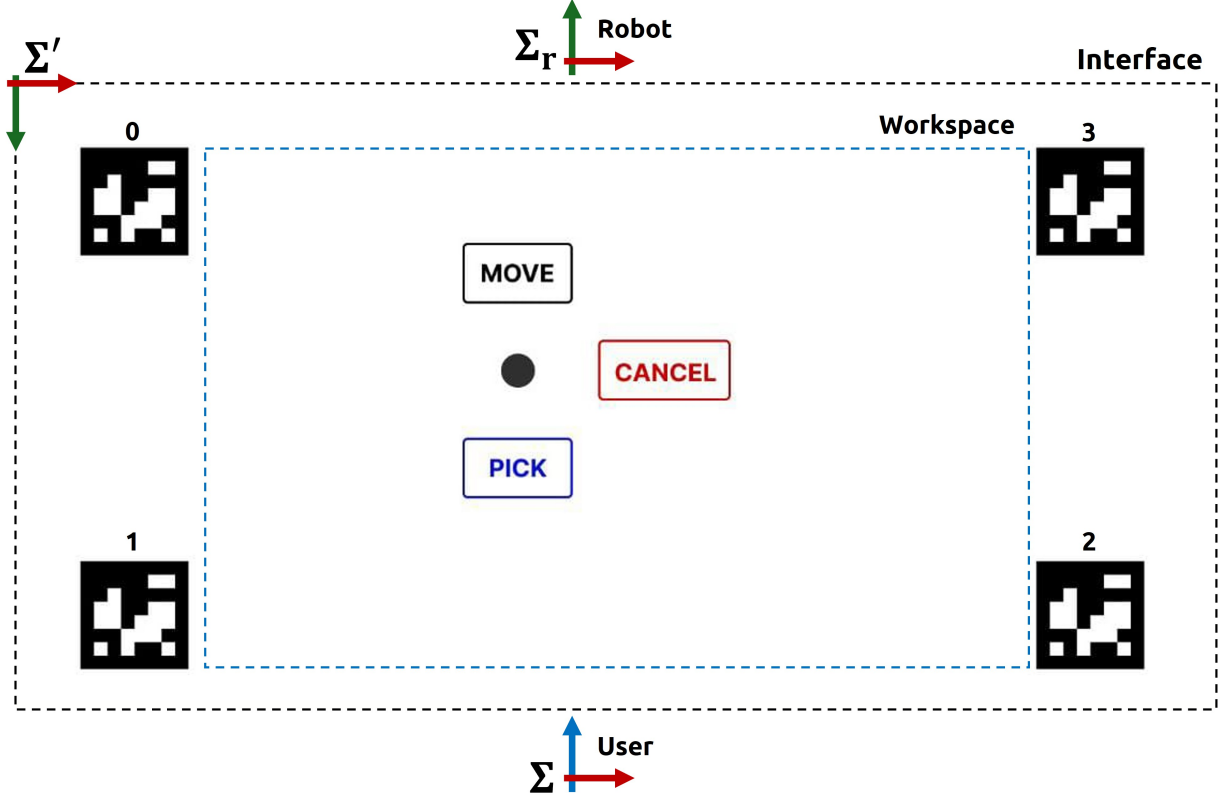 Σ′
Σr
Robot
Interface
0
Workspace
3
MOVE
CANCEL
PICK
1
2
User
Σ